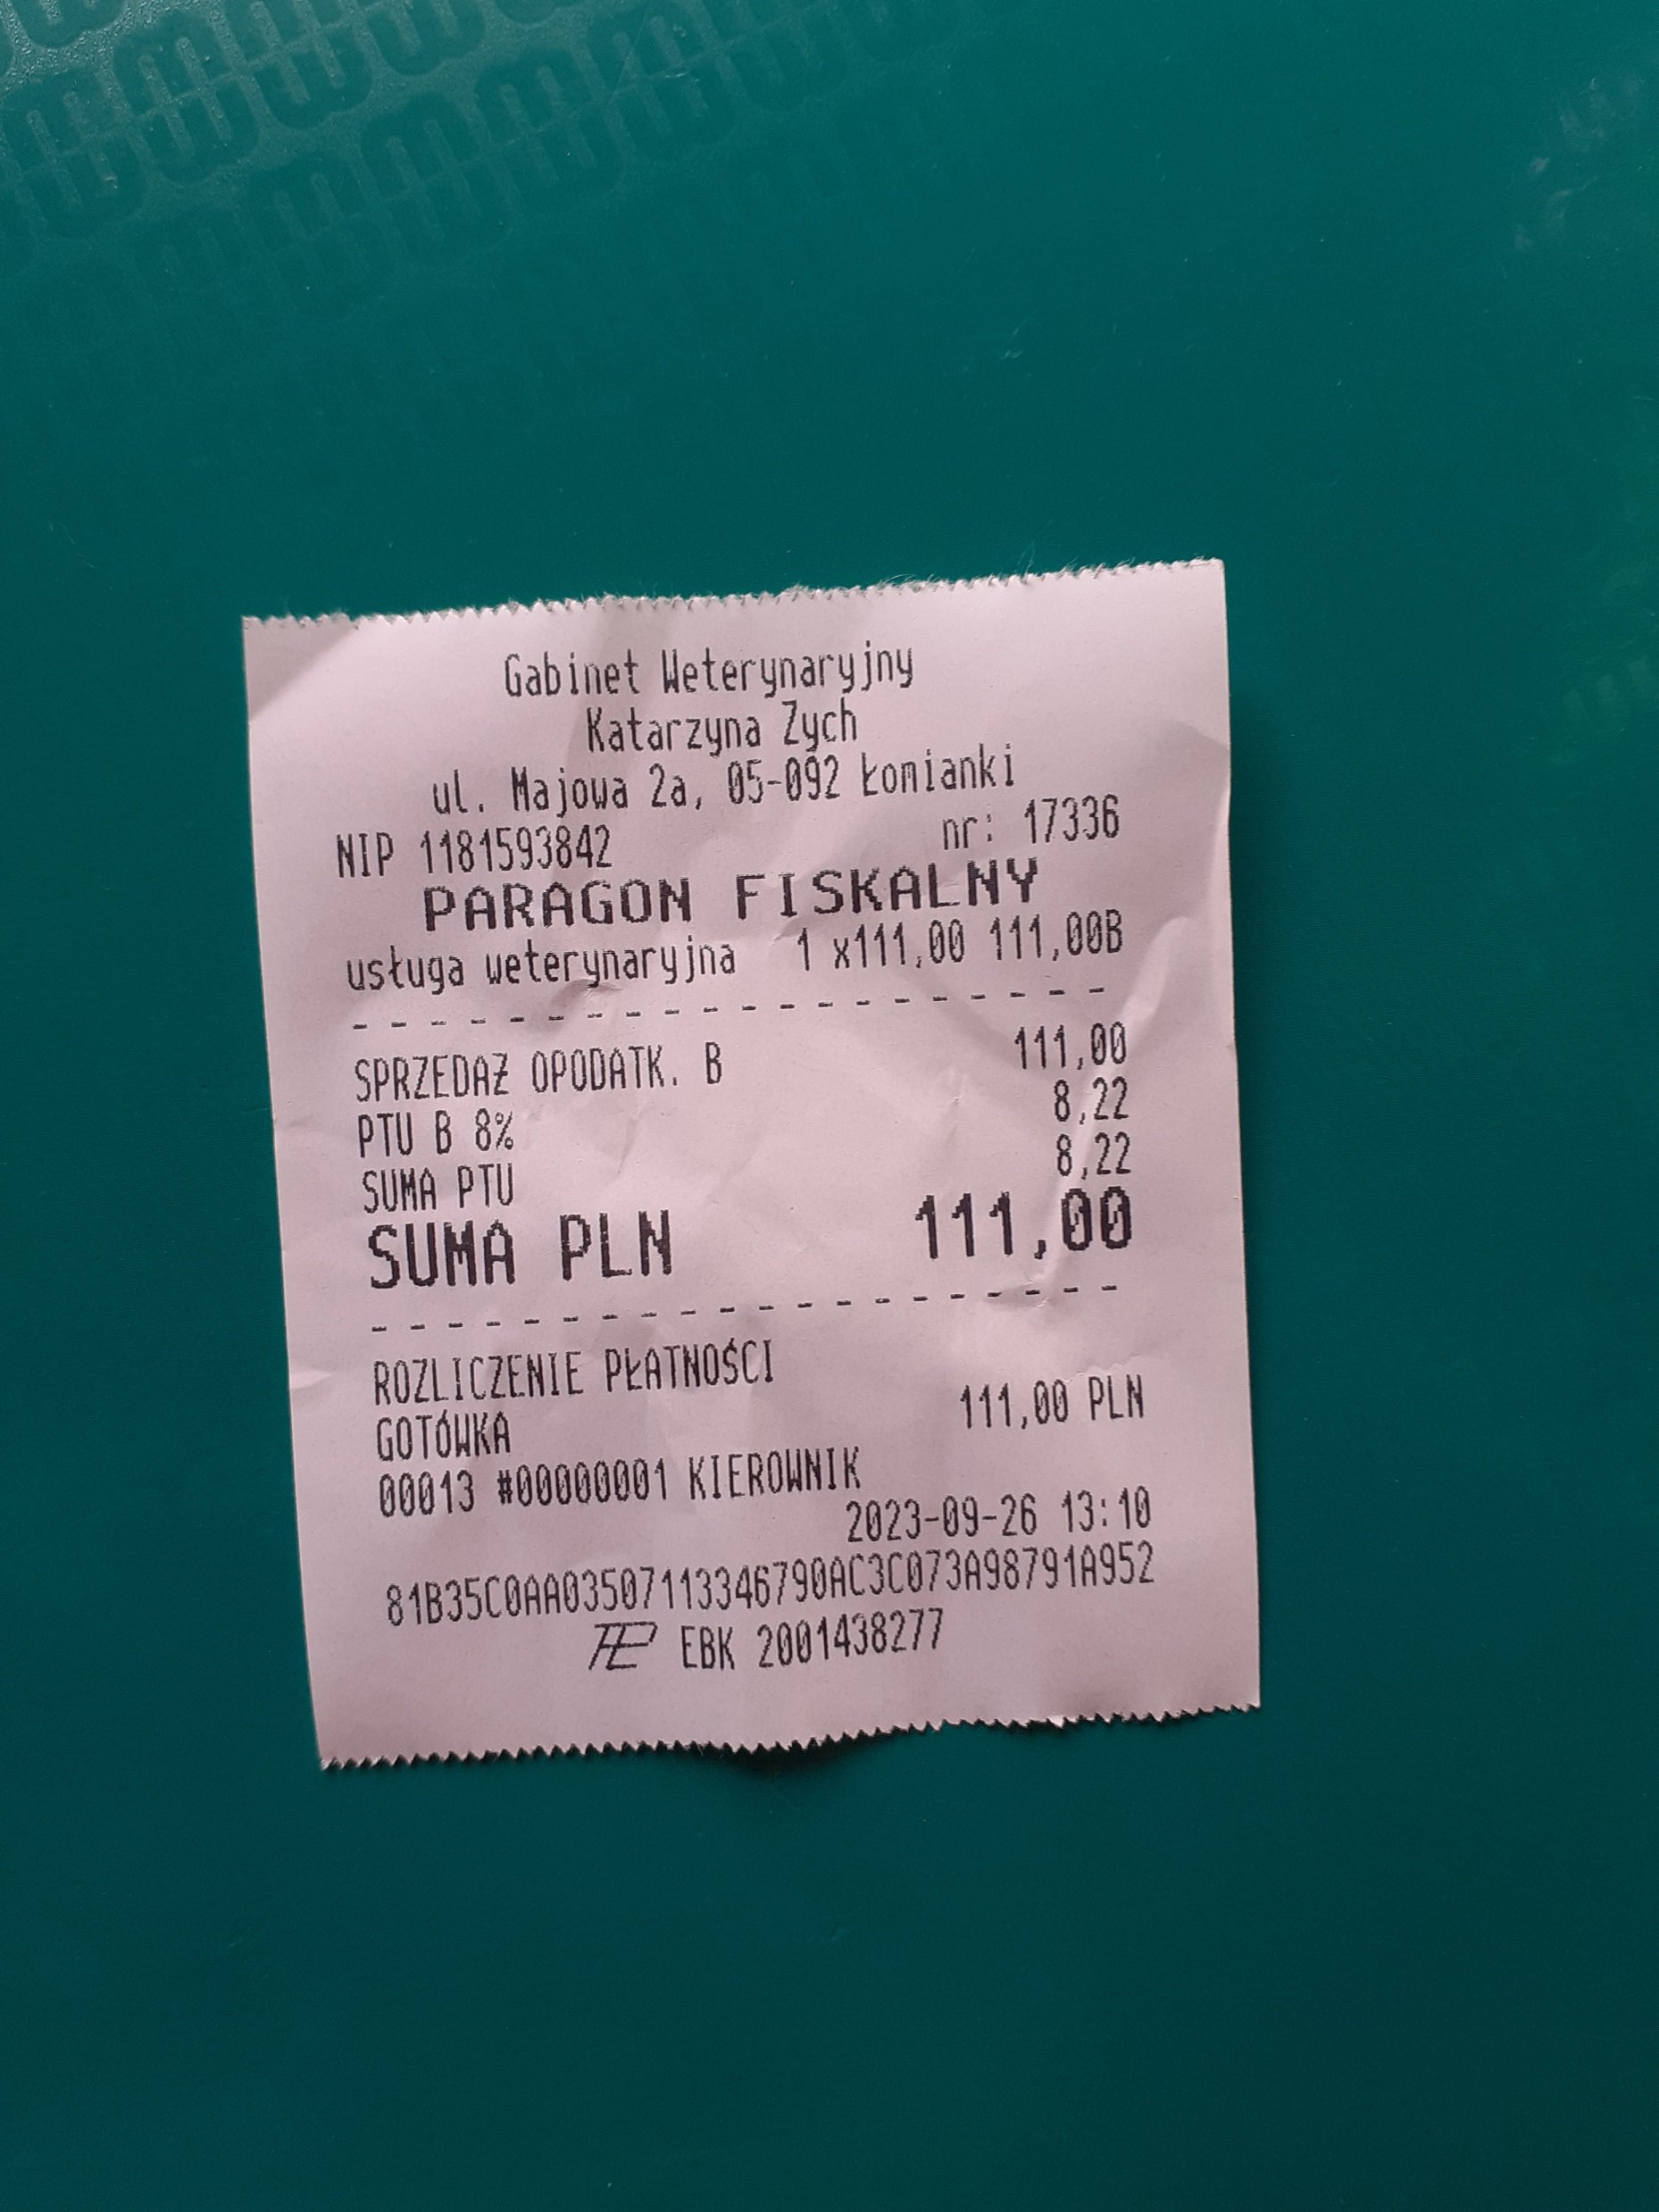 Gabinet Weterynaryjny
Katarzyna Zych
ul. Majowa 2a, 05-092 Łomianki
NIP 1181593842 nr: 17336
PARAGON FISKALNY
usługa weterynaryjna 1 x111,00 111,00B
- - - - - - - - - - - - - - - - - - - -
SPRZEDAŻ OPODATK. B 111,00
PTU B 8% 8,22
SUMA PTU 8,22
SUMA PLN 111,00
- - - - - - - - - - - - - - - - - - - -
ROZLICZENIE PŁATNOŚCI
GOTÓWKA 111,00 PLN
00013 #00000001 KIEROWNIK
2023-09-26 13:10
81B35C0AA03507113346790AC3C073A98791A952
EBK 2001438277